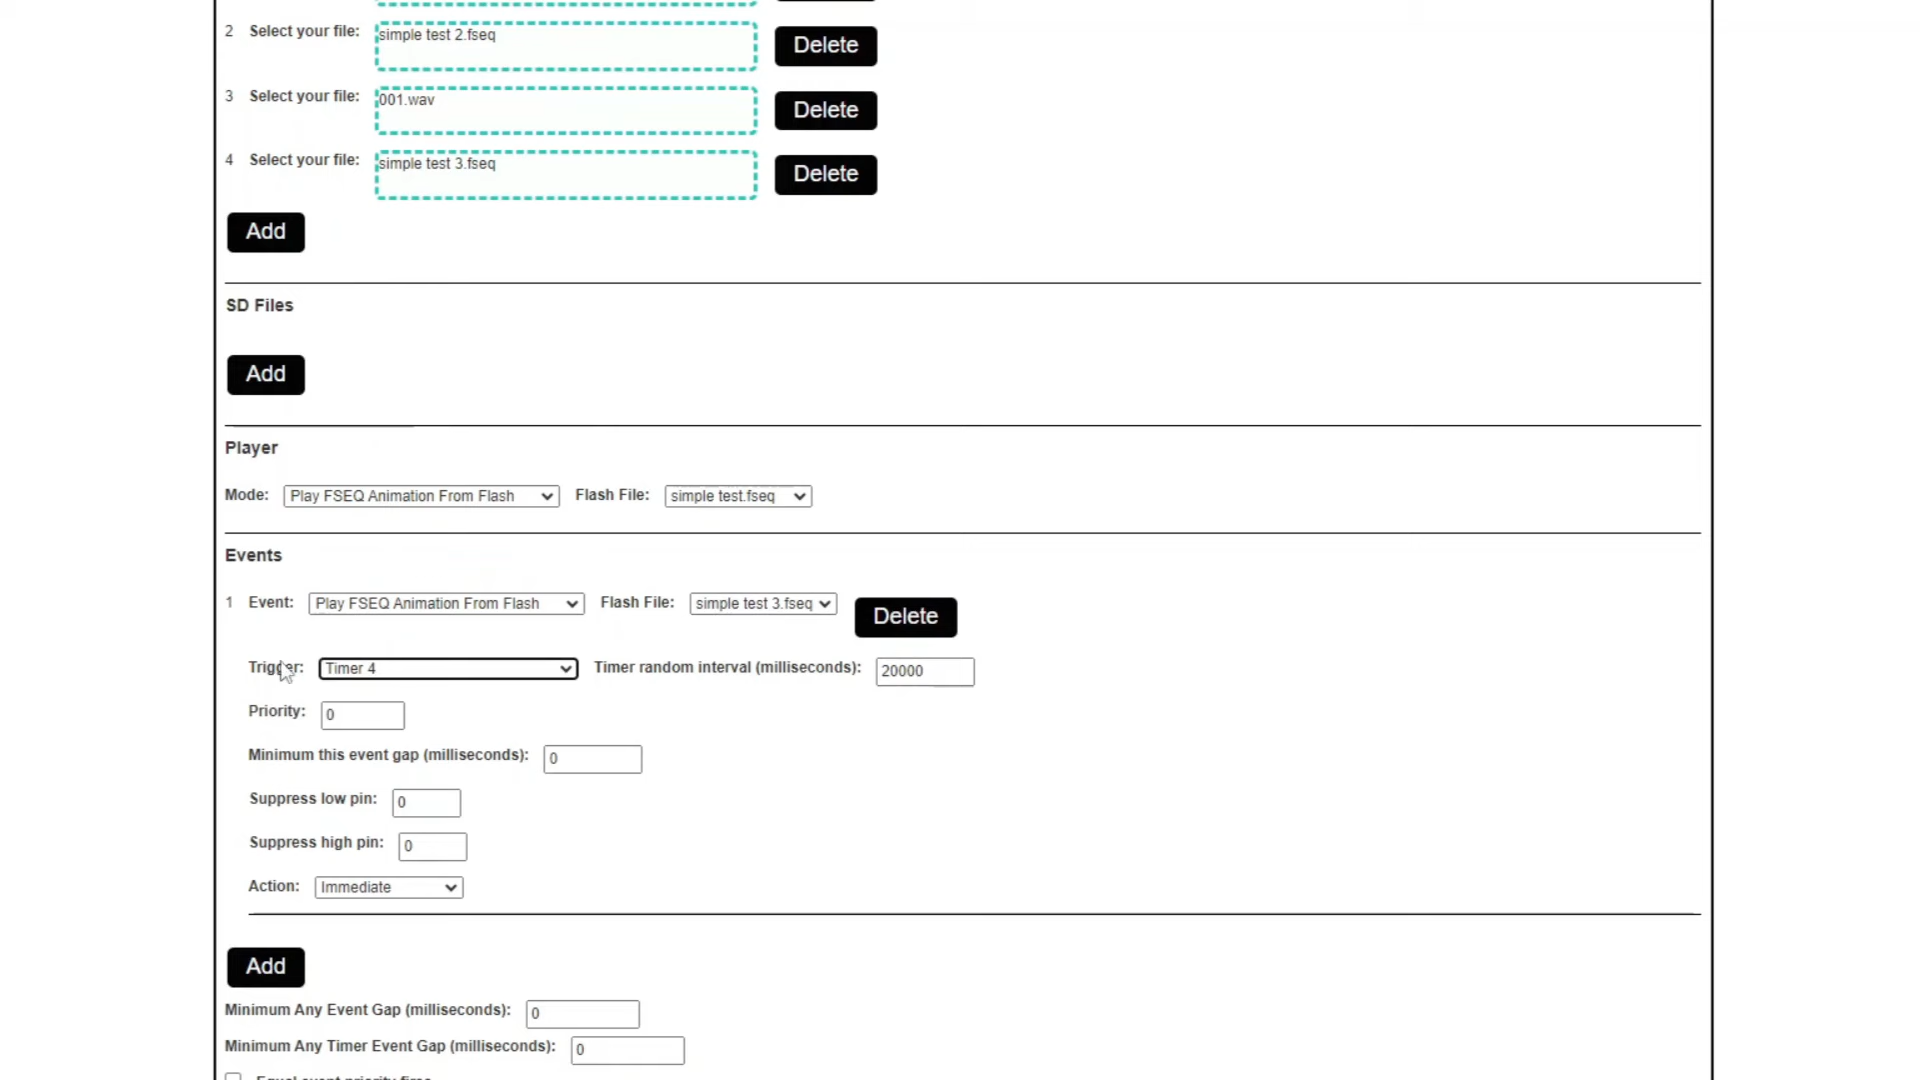 2 Select your file: simple test 2.fseq Delete
3 Select your file: 001.wav Delete
4 Select your file: simple test 3.fseq Delete
Add
SD Files
Add
Player
Mode: Play FSEQ Animation From Flash Flash File: simple test.fseq
Events
1 Event: Play FSEQ Animation From Flash Flash File: simple test 3.fseq Delete
Trigger: Timer 4 Timer random interval (milliseconds): 20000
Priority: 0
Minimum this event gap (milliseconds): 0
Suppress low pin: 0
Suppress high pin: 0
Action: Immediate
Add
Minimum Any Event Gap (milliseconds): 0
Minimum Any Timer Event Gap (milliseconds): 0
Equal event priority fires